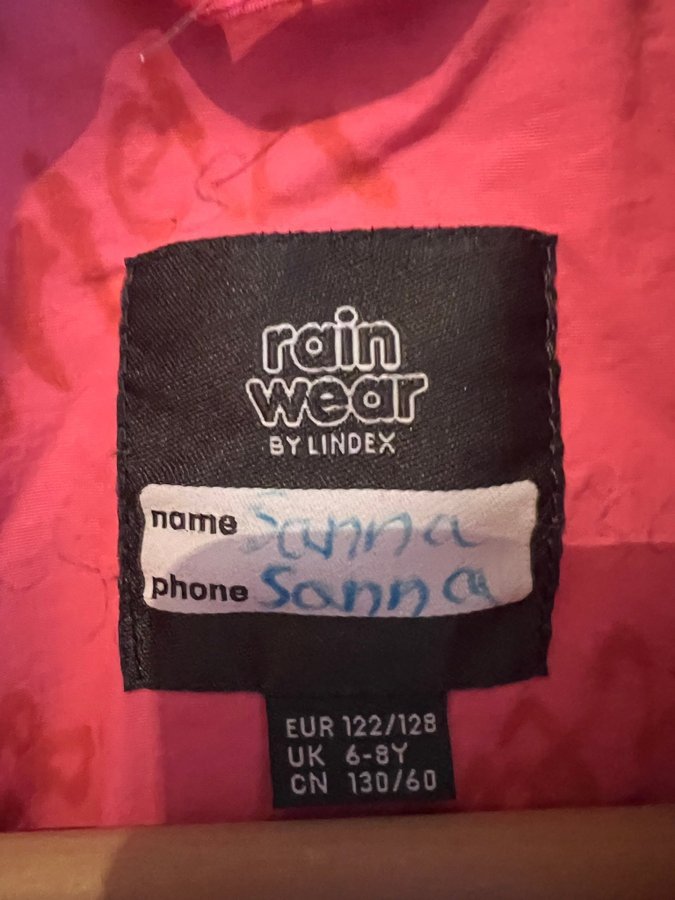 rain
wear
BY LINDEX
name Sanna
phone Sanna
EUR 122/128
UK 6-8Y
CN 130/60